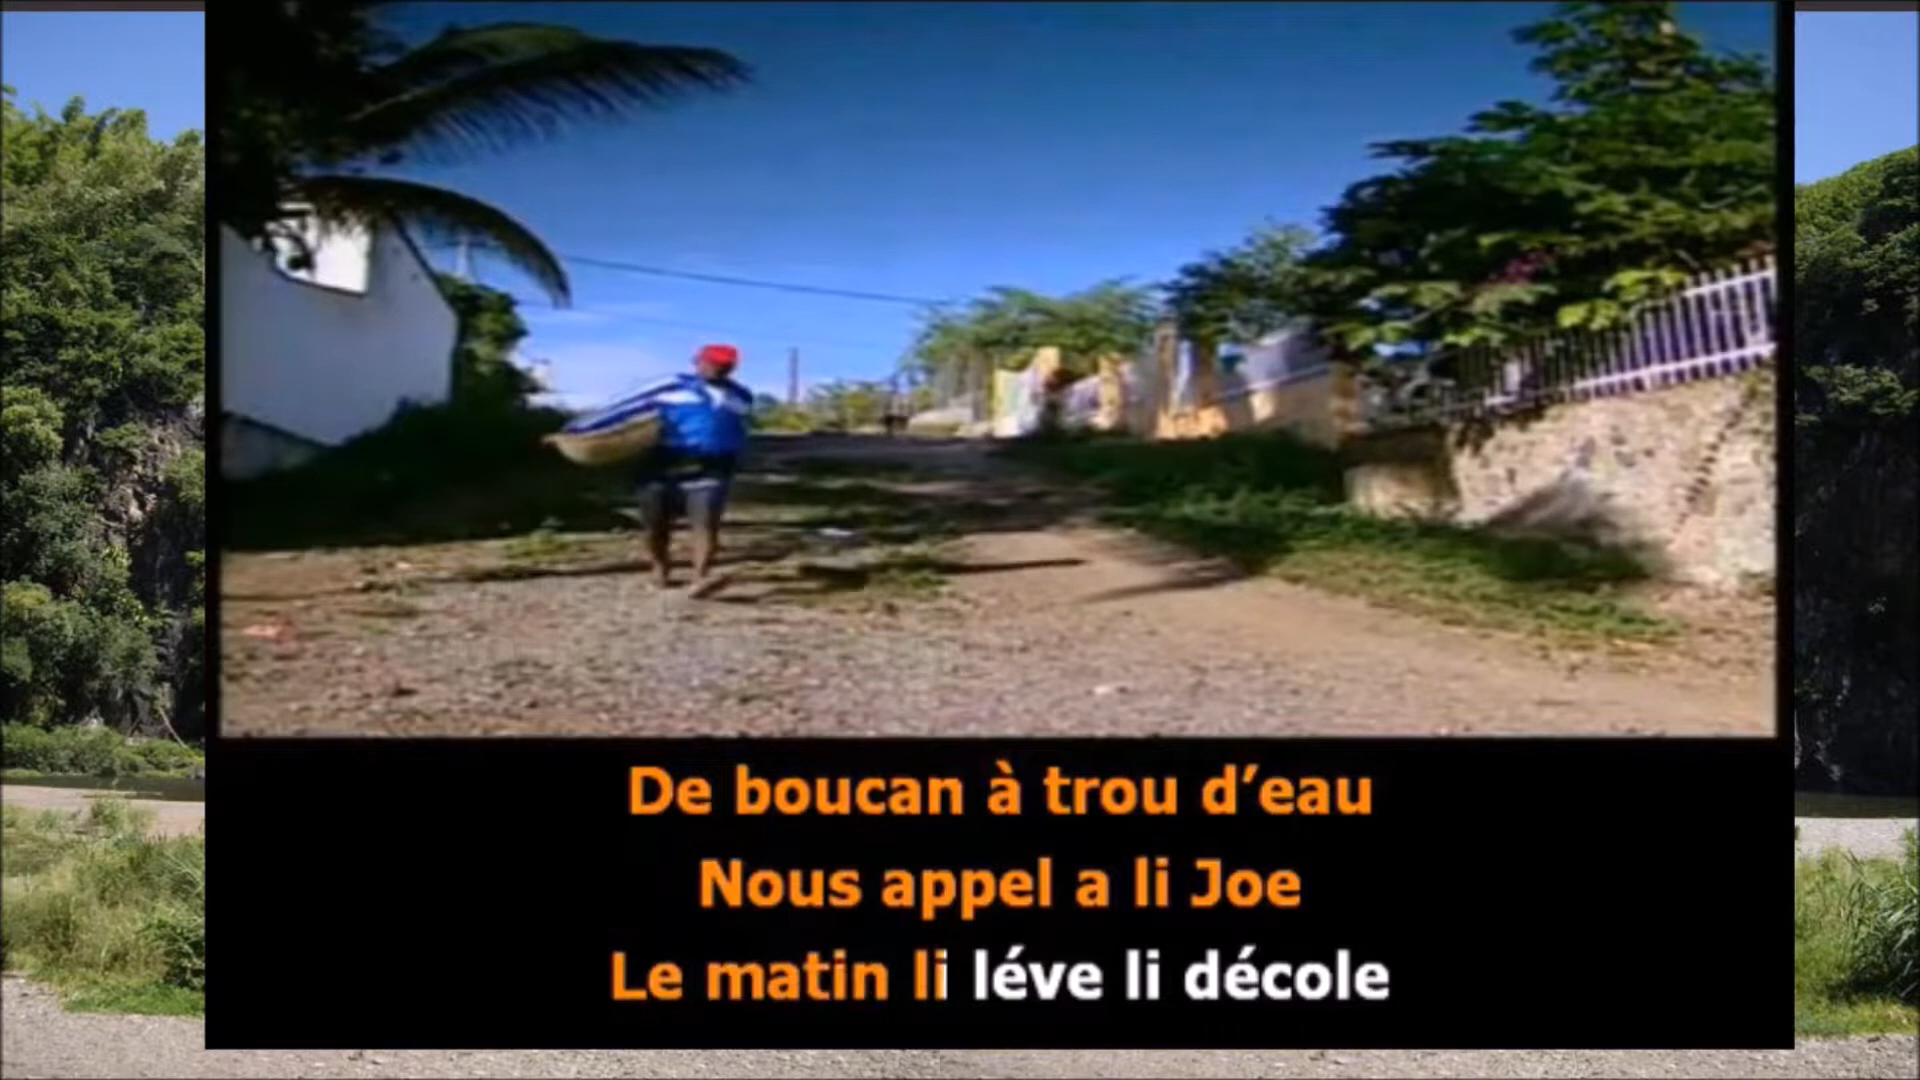 De boucan à trou d’eau
Nous appel a li Joe
Le matin li léve li décole